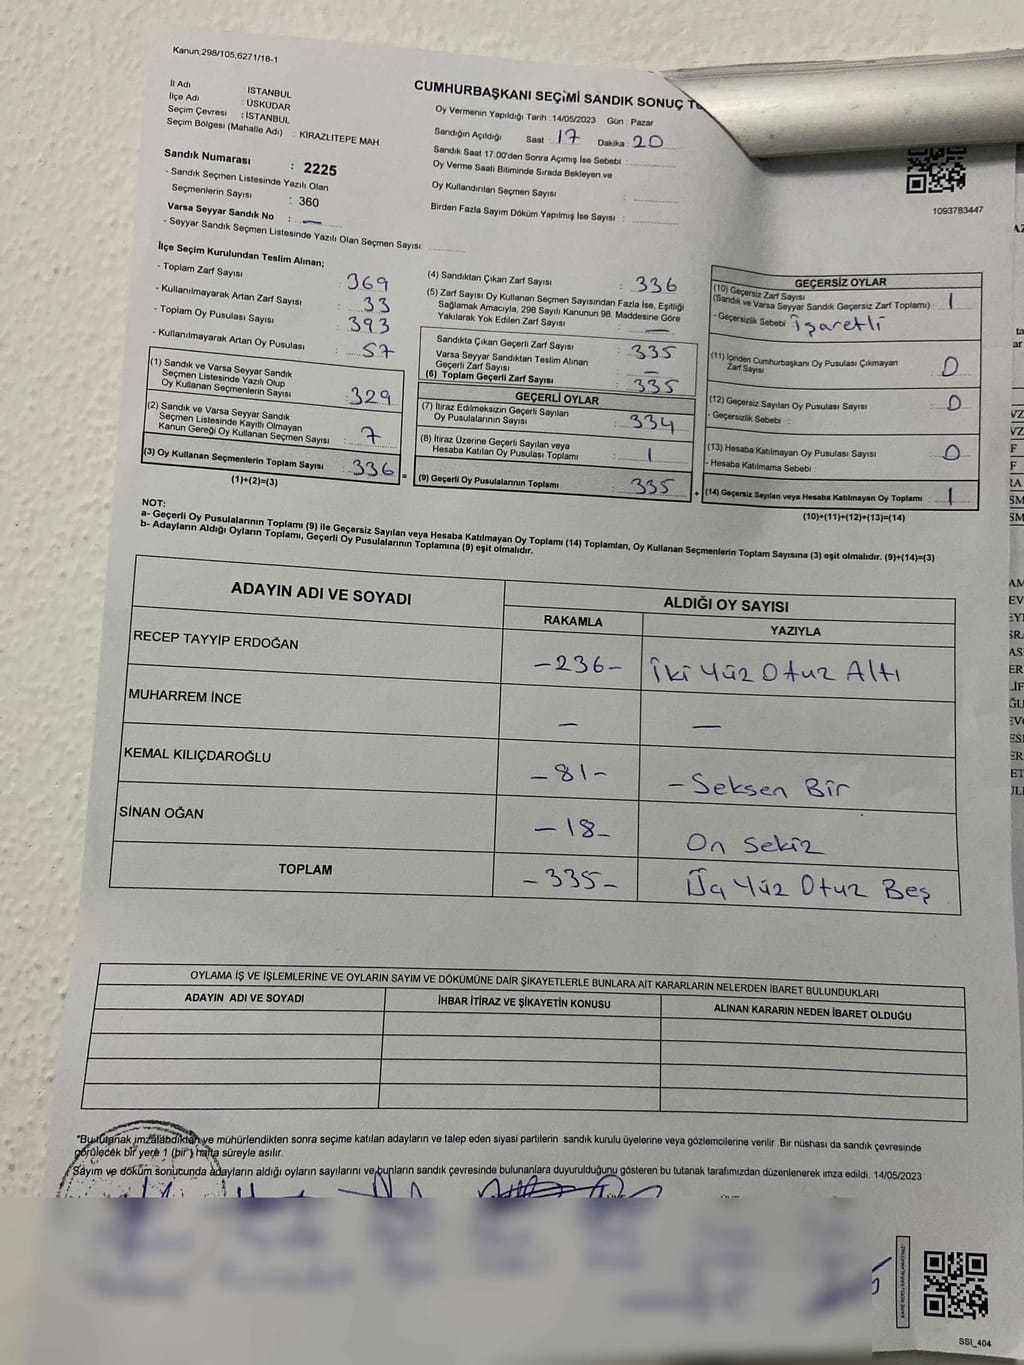 Kanun;298/105,6271/18-1
İl Adı : İSTANBUL
İlçe Adı : ÜSKÜDAR
Seçim Çevresi : İSTANBUL
Seçim Bölgesi (Mahalle Adı) : KİRAZLITEPE MAH.
Sandık Numarası : 2225
- Sandık Seçmen Listesinde Yazılı Olan
Seçmenlerin Sayısı : 360
Varsa Seyyar Sandık No : —
- Seyyar Sandık Seçmen Listesinde Yazılı Olan Seçmen Sayısı:
CUMHURBAŞKANI SEÇİMİ SANDIK SONUÇ
Oy Vermenin Yapıldığı Tarih :14/05/2023 Gün : Pazar
Sandığın Açıldığı Saat : 17 Dakika : 20
Sandık Saat 17:00'den Sonra Açımış İse Sebebi :
Oy Verme Saati Bitiminde Sırada Bekleyen ve
Oy Kullandırılan Seçmen Sayısı :
Birden Fazla Sayım Döküm Yapılmış İse Sayısı :
1093783447
İlçe Seçim Kurulundan Teslim Alınan;
- Toplam Zarf Sayısı : 369
- Kullanılmayarak Artan Zarf Sayısı : 33
- Toplam Oy Pusulası Sayısı : 393
- Kullanılmayarak Artan Oy Pusulası : 57
(1) Sandık ve Varsa Seyyar Sandık
Seçmen Listesinde Yazılı Olup
Oy Kullanan Seçmenlerin Sayısı : 329
(2) Sandık ve Varsa Seyyar Sandık
Seçmen Listesinde Kayıtlı Olmayan
Kanun Gereği Oy Kullanan Seçmen Sayısı : 7
(3) Oy Kullanan Seçmenlerin Toplam Sayısı : 336 =
(1)+(2)=(3)
(4) Sandıktan Çıkan Zarf Sayısı : 336
(5) Zarf Sayısı Oy Kullanan Seçmen Sayısından Fazla İse, Eşitliği
Sağlamak Amacıyla, 298 Sayılı Kanunun 98. Maddesine Göre
Yakılarak Yok Edilen Zarf Sayısı : —
Sandıkta Çıkan Geçerli Zarf Sayısı : 335
Varsa Seyyar Sandıktan Teslim Alınan
Geçerli Zarf Sayısı : —
(6) Toplam Geçerli Zarf Sayısı : 335
GEÇERLİ OYLAR
(7) İtiraz Edilmeksizin Geçerli Sayılan
Oy Pusulalarının Sayısı : 334
(8) İtiraz Üzerine Geçerli Sayılan veya
Hesaba Katılan Oy Pusulası Toplamı : 1
(9) Geçerli Oy Pusulalarının Toplamı : 335 +
GEÇERSİZ OYLAR
(10) Geçersiz Zarf Sayısı
(Sandık ve Varsa Seyyar Sandık Geçersiz Zarf Toplamı) : 1
- Geçersizlik Sebebi : İşaretli
(11) İçinden Cumhurbaşkanı Oy Pusulası Çıkmayan
Zarf Sayısı : 0
(12) Geçersiz Sayılan Oy Pusulası Sayısı : 0
- Geçersizlik Sebebi :
(13) Hesaba Katılmayan Oy Pusulası Sayısı : 0
- Hesaba Katılmama Sebebi :
(14) Geçersiz Sayılan veya Hesaba Katılmayan Oy Toplamı : 1
(10)+(11)+(12)+(13)=(14)
NOT:
a- Geçerli Oy Pusulalarının Toplamı (9) ile Geçersiz Sayılan veya Hesaba Katılmayan Oy Toplamı (14) Toplamları, Oy Kullanan Seçmenlerin Toplam Sayısına (3) eşit olmalıdır. (9)+(14)=(3)
b- Adayların Aldığı Oyların Toplamı, Geçerli Oy Pusulalarının Toplamına (9) eşit olmalıdır.
ADAYIN ADI VE SOYADI
ALDIĞI OY SAYISI
RAKAMLA YAZIYLA
RECEP TAYYİP ERDOĞAN -236- İki Yüz Otuz Altı
MUHARREM İNCE — —
KEMAL KILIÇDAROĞLU -81- - Seksen Bir
SİNAN OĞAN -18- On Sekiz
TOPLAM -335- Üç Yüz Otuz Beş
OYLAMA İŞ VE İŞLEMLERİNE VE OYLARIN SAYIM VE DÖKÜMÜNE DAİR ŞİKAYETLERLE BUNLARA AİT KARARLARIN NELERDEN İBARET BULUNDUKLARI
ADAYIN ADI VE SOYADI İHBAR İTİRAZ VE ŞİKAYETİN KONUSU ALINAN KARARIN NEDEN İBARET OLDUĞU
*Bu tutanak imzalandıktan ve mühürlendikten sonra seçime katılan adayların ve talep eden siyasi partilerin sandık kurulu üyelerine veya gözlemcilerine verilir. Bir nüshası da sandık çevresinde
görülecek bir yere 1 (bir) hafta süreyle asılır.
Sayım ve döküm sonucunda adayların aldığı oyların sayılarını ve bunların sandık çevresinde bulunanlara duyurulduğunu gösteren bu tutanak tarafımızdan düzenlenerek imza edildi. 14/05/2023
SSI_404